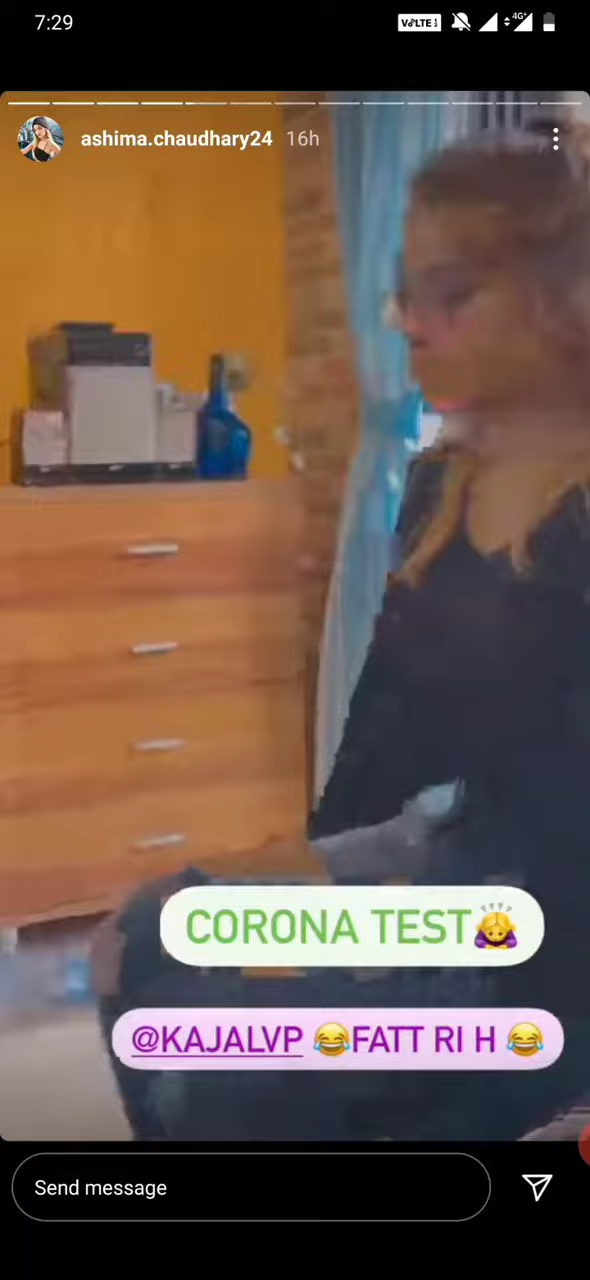 7:29
VoLTE
4G+
ashima.chaudhary24 16h
CORONA TEST🙇‍♀️
@KAJALVP 😂FATT RI H 😂
Send message